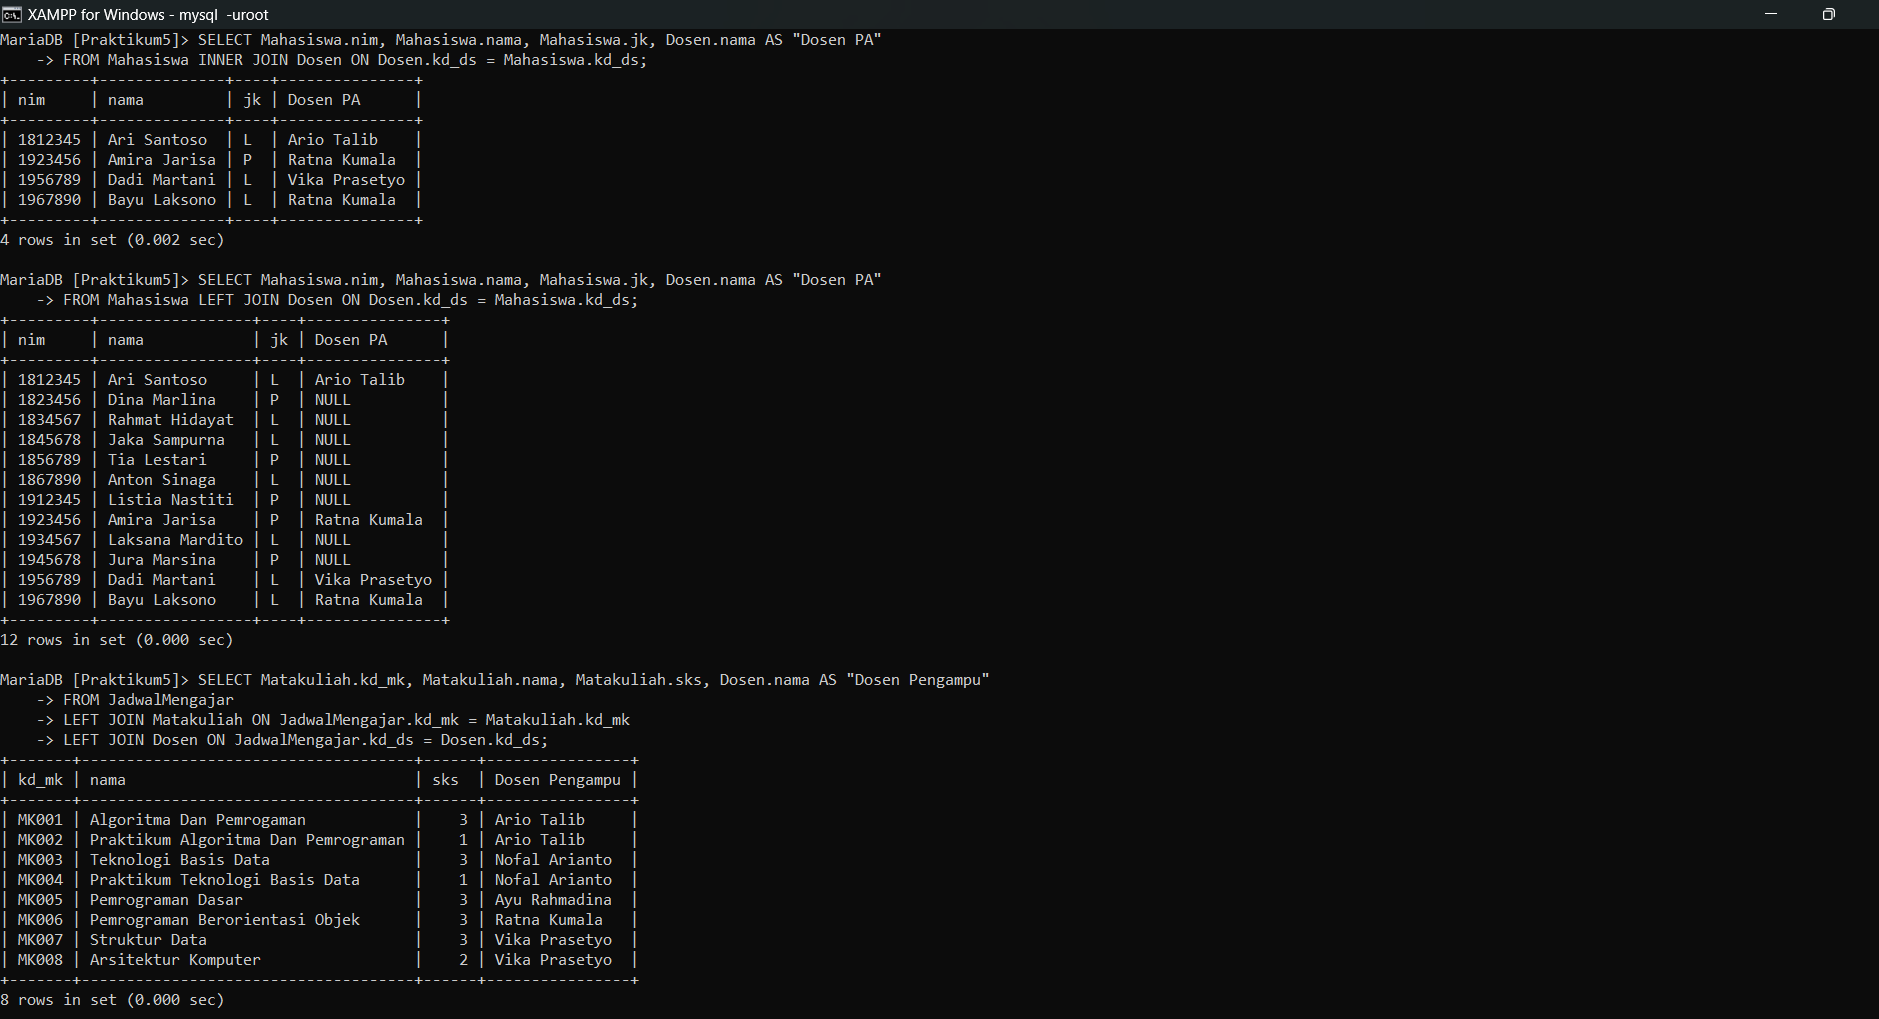 XAMPP for Windows - mysql  -uroot
MariaDB [Praktikum5]> SELECT Mahasiswa.nim, Mahasiswa.nama, Mahasiswa.jk, Dosen.nama AS "Dosen PA"
    -> FROM Mahasiswa INNER JOIN Dosen ON Dosen.kd_ds = Mahasiswa.kd_ds;
+---------+--------------+----+---------------+
| nim     | nama         | jk | Dosen PA      |
+---------+--------------+----+---------------+
| 1812345 | Ari Santoso  | L  | Ario Talib    |
| 1923456 | Amira Jarisa | P  | Ratna Kumala  |
| 1956789 | Dadi Martani | L  | Vika Prasetyo |
| 1967890 | Bayu Laksono | L  | Ratna Kumala  |
+---------+--------------+----+---------------+
4 rows in set (0.002 sec)
MariaDB [Praktikum5]> SELECT Mahasiswa.nim, Mahasiswa.nama, Mahasiswa.jk, Dosen.nama AS "Dosen PA"
    -> FROM Mahasiswa LEFT JOIN Dosen ON Dosen.kd_ds = Mahasiswa.kd_ds;
+---------+-----------------+----+---------------+
| nim     | nama            | jk | Dosen PA      |
+---------+-----------------+----+---------------+
| 1812345 | Ari Santoso     | L  | Ario Talib    |
| 1823456 | Dina Marlina    | P  | NULL          |
| 1834567 | Rahmat Hidayat  | L  | NULL          |
| 1845678 | Jaka Sampurna   | L  | NULL          |
| 1856789 | Tia Lestari     | P  | NULL          |
| 1867890 | Anton Sinaga    | L  | NULL          |
| 1912345 | Listia Nastiti  | P  | NULL          |
| 1923456 | Amira Jarisa    | P  | Ratna Kumala  |
| 1934567 | Laksana Mardito | L  | NULL          |
| 1945678 | Jura Marsina    | P  | NULL          |
| 1956789 | Dadi Martani    | L  | Vika Prasetyo |
| 1967890 | Bayu Laksono    | L  | Ratna Kumala  |
+---------+-----------------+----+---------------+
12 rows in set (0.000 sec)
MariaDB [Praktikum5]> SELECT Matakuliah.kd_mk, Matakuliah.nama, Matakuliah.sks, Dosen.nama AS "Dosen Pengampu"
    -> FROM JadwalMengajar
    -> LEFT JOIN Matakuliah ON JadwalMengajar.kd_mk = Matakuliah.kd_mk
    -> LEFT JOIN Dosen ON JadwalMengajar.kd_ds = Dosen.kd_ds;
+-------+-------------------------------------+------+----------------+
| kd_mk | nama                                | sks  | Dosen Pengampu |
+-------+-------------------------------------+------+----------------+
| MK001 | Algoritma Dan Pemrogaman            |    3 | Ario Talib     |
| MK002 | Praktikum Algoritma Dan Pemrograman |    1 | Ario Talib     |
| MK003 | Teknologi Basis Data                |    3 | Nofal Arianto  |
| MK004 | Praktikum Teknologi Basis Data      |    1 | Nofal Arianto  |
| MK005 | Pemrograman Dasar                   |    3 | Ayu Rahmadina  |
| MK006 | Pemrograman Berorientasi Objek      |    3 | Ratna Kumala   |
| MK007 | Struktur Data                       |    3 | Vika Prasetyo  |
| MK008 | Arsitektur Komputer                 |    2 | Vika Prasetyo  |
+-------+-------------------------------------+------+----------------+
8 rows in set (0.000 sec)